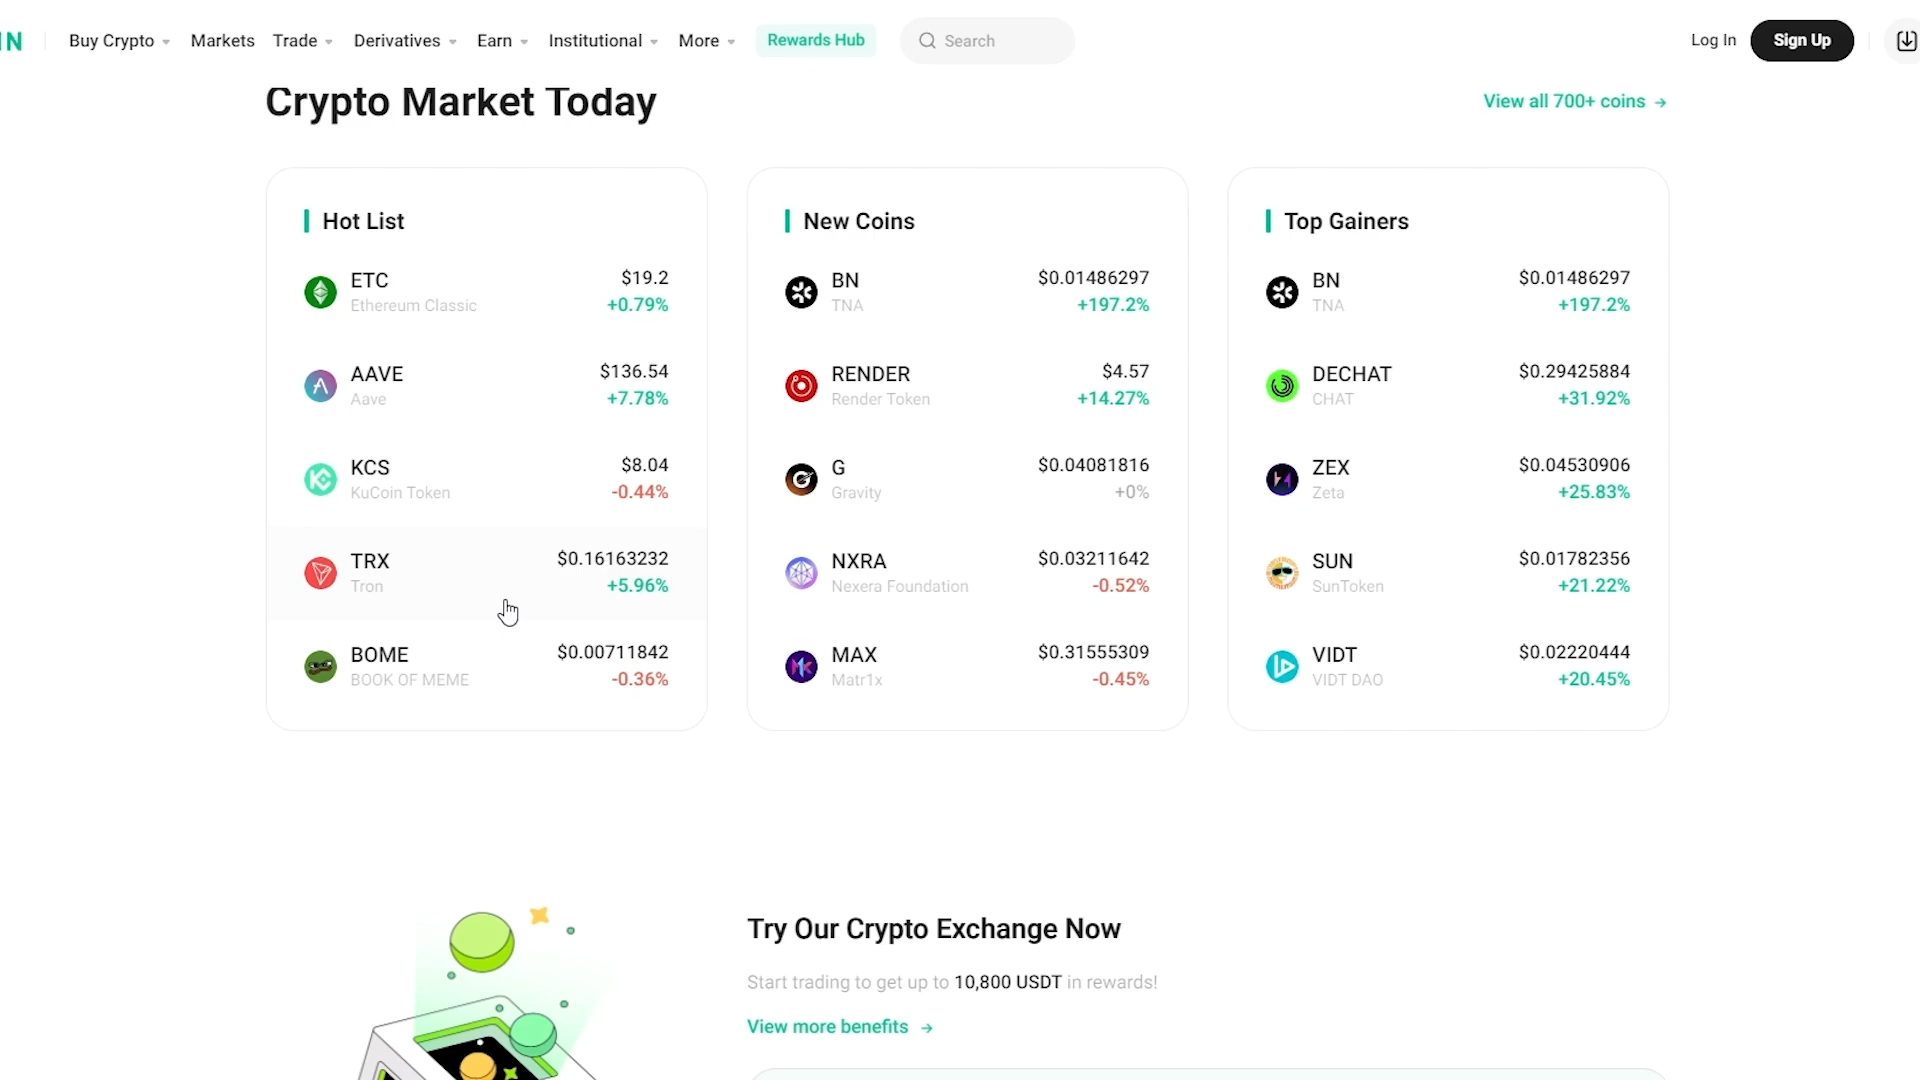 IN
Buy Crypto
Markets
Trade
Derivatives
Earn
Institutional
More
Rewards Hub
Search
Log In
Sign Up
Crypto Market Today
View all 700+ coins →
Hot List
ETC $19.2
Ethereum Classic +0.79%
AAVE $136.54
Aave +7.78%
KCS $8.04
KuCoin Token -0.44%
TRX $0.16163232
Tron +5.96%
BOME $0.00711842
BOOK OF MEME -0.36%
New Coins
BN $0.01486297
TNA +197.2%
RENDER $4.57
Render Token +14.27%
G $0.04081816
Gravity +0%
NXRA $0.03211642
Nexera Foundation -0.52%
MAX $0.31555309
Matr1x -0.45%
Top Gainers
BN $0.01486297
TNA +197.2%
DECHAT $0.29425884
CHAT +31.92%
ZEX $0.04530906
Zeta +25.83%
SUN $0.01782356
SunToken +21.22%
VIDT $0.02220444
VIDT DAO +20.45%
Try Our Crypto Exchange Now
Start trading to get up to 10,800 USDT in rewards!
View more benefits →